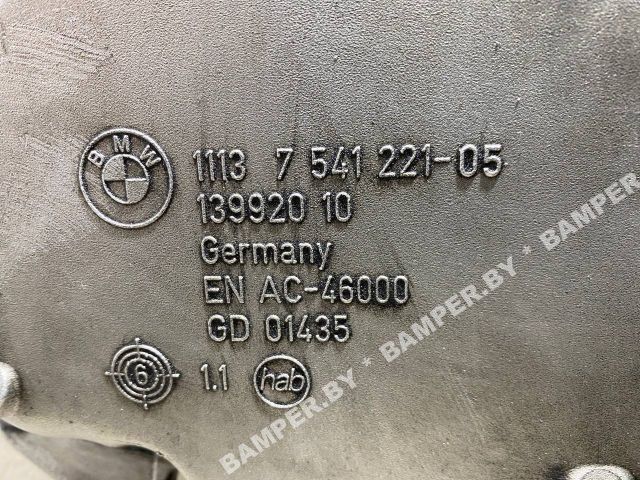 BMW
1113 7 541 221-05
139920 10
Germany
EN AC-46000
GD 01435
6 1.1 hab
BAMPER.BY * BAMPER.BY * BAMPER.BY